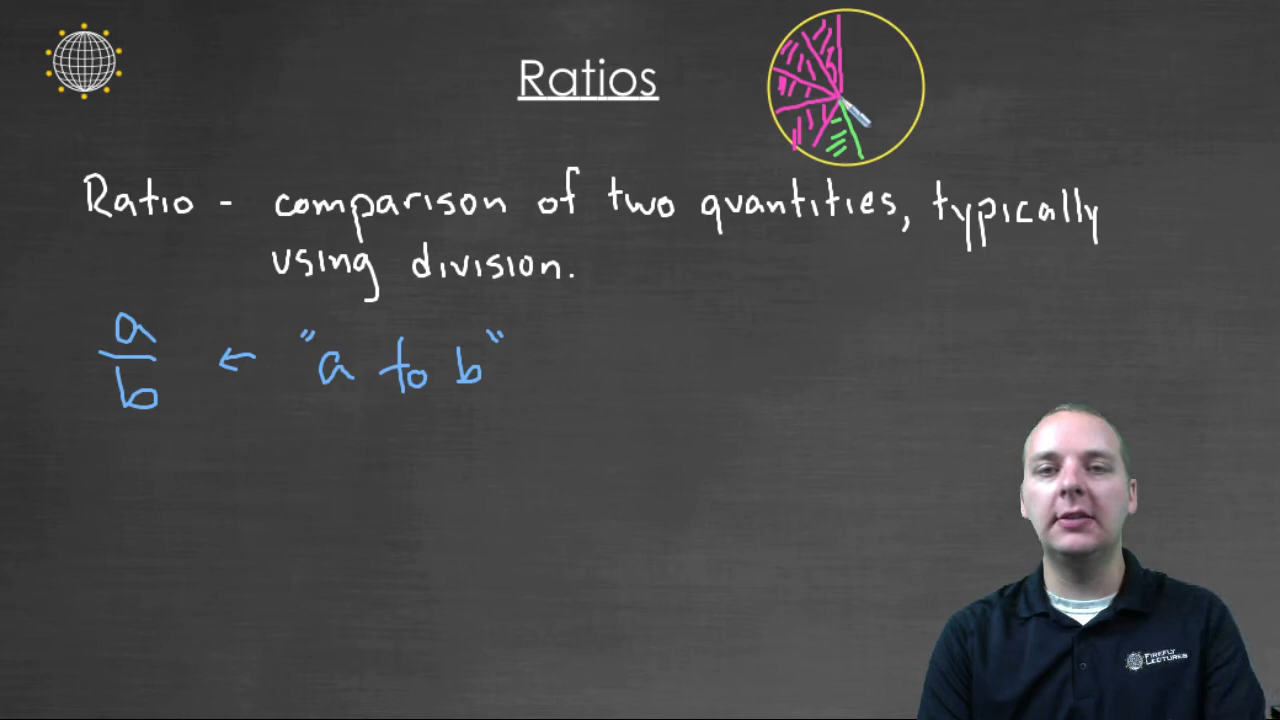 Ratios
Ratio - comparison of two quantities, typically
using division.
a
b
← "a to b"
FIREFLY
LECTURES